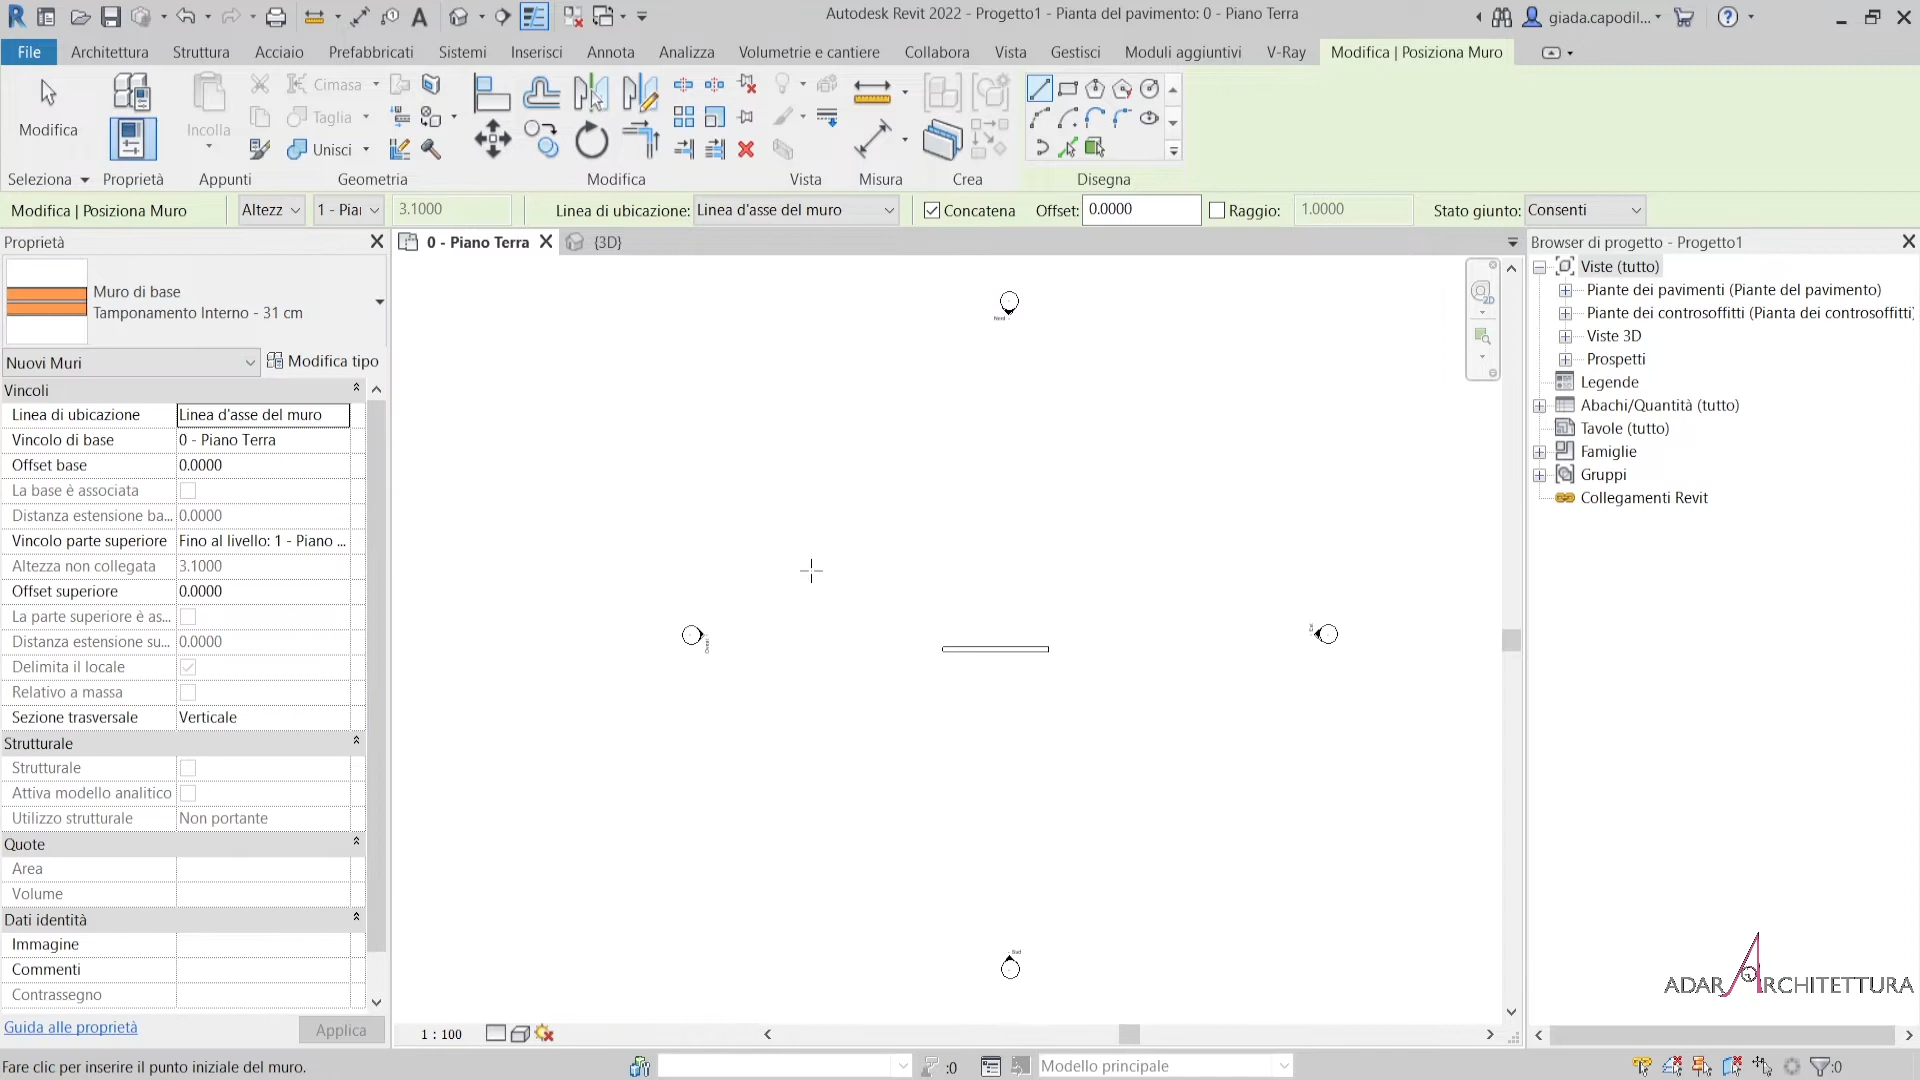 Autodesk Revit 2022 - Progetto1 - Pianta del pavimento: 0 - Piano Terra
giada.capodil...
File
Architettura
Struttura
Acciaio
Prefabbricati
Sistemi
Inserisci
Annota
Analizza
Volumetrie e cantiere
Collabora
Vista
Gestisci
Moduli aggiuntivi
V-Ray
Modifica | Posiziona Muro
Modifica
Incolla
Cimasa
Taglia
Unisci
Seleziona
Proprietà
Appunti
Geometria
Modifica
Vista
Misura
Crea
Disegna
Modifica | Posiziona Muro
Altezz
1 - Piar
3.1000
Linea di ubicazione:
Linea d'asse del muro
Concatena
Offset:
0.0000
Raggio:
1.0000
Stato giunto:
Consenti
Proprietà
Muro di base
Tamponamento Interno - 31 cm
Nuovi Muri
Modifica tipo
Vincoli
Linea di ubicazione
Linea d'asse del muro
Vincolo di base
0 - Piano Terra
Offset base
0.0000
La base è associata
Distanza estensione ba...
0.0000
Vincolo parte superiore
Fino al livello: 1 - Piano ...
Altezza non collegata
3.1000
Offset superiore
0.0000
La parte superiore è as...
Distanza estensione su...
0.0000
Delimita il locale
Relativo a massa
Sezione trasversale
Verticale
Strutturale
Strutturale
Attiva modello analitico
Utilizzo strutturale
Non portante
Quote
Area
Volume
Dati identità
Immagine
Commenti
Contrassegno
Guida alle proprietà
Applica
0 - Piano Terra
{3D}
2D
1 : 100
Browser di progetto - Progetto1
Viste (tutto)
Piante dei pavimenti (Piante del pavimento)
Piante dei controsoffitti (Pianta dei controsoffitti)
Viste 3D
Prospetti
Legende
Abachi/Quantità (tutto)
Tavole (tutto)
Famiglie
Gruppi
Collegamenti Revit
ADARARCHITETTURA
Fare clic per inserire il punto iniziale del muro.
:0
Modello principale
:0